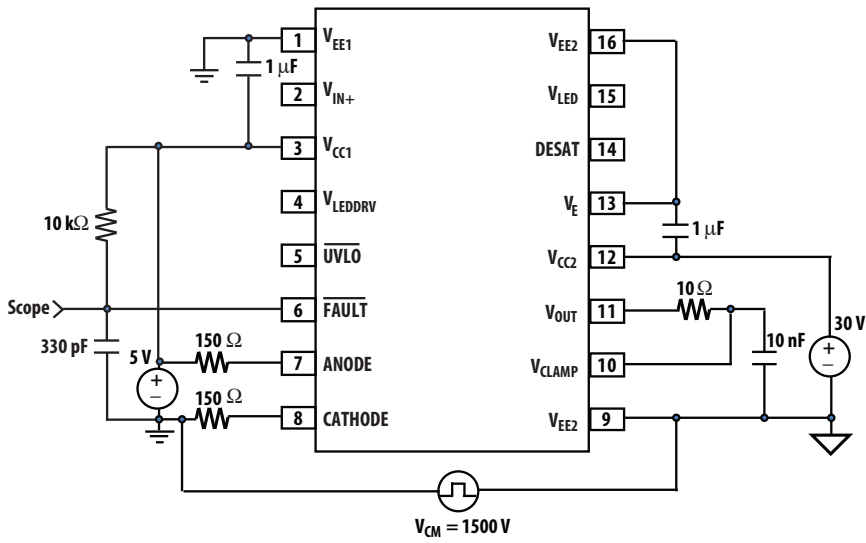 1 V_EE1
1 μF
2 V_IN+
3 V_CC1
4 V_LEDDRV
10 kΩ
5 U̅V̅L̅O̅
Scope
6 F̅A̅U̅L̅T̅
330 pF
5 V
+
−
150 Ω
7 ANODE
150 Ω
8 CATHODE
V_EE2 16
V_LED 15
DESAT 14
V_E 13
1 μF
V_CC2 12
10 Ω
V_OUT 11
10 nF
30 V
+
−
V_CLAMP 10
V_EE2 9
V_CM = 1500 V